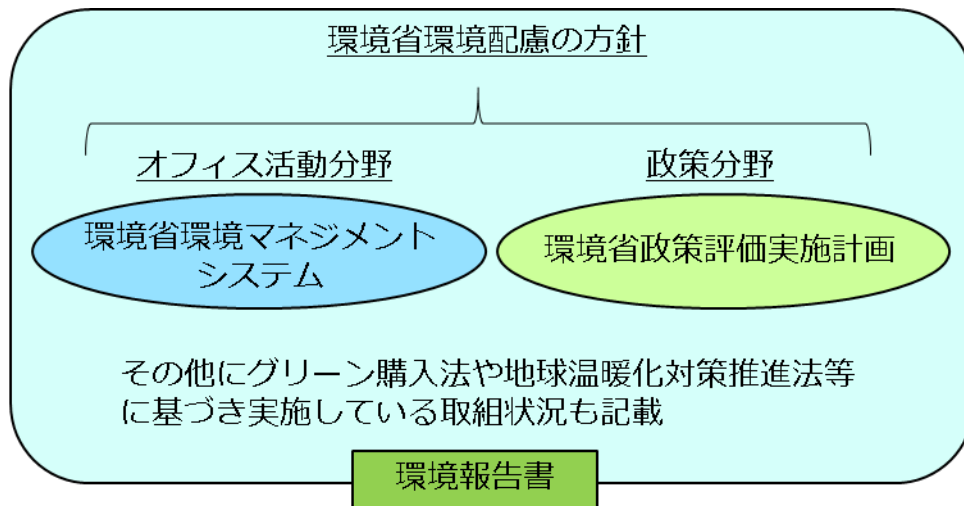 環境省環境配慮の方針
オフィス活動分野
政策分野
環境省環境マネジメント
システム
環境省政策評価実施計画
その他にグリーン購入法や地球温暖化対策推進法等
に基づき実施している取組状況も記載
環境報告書